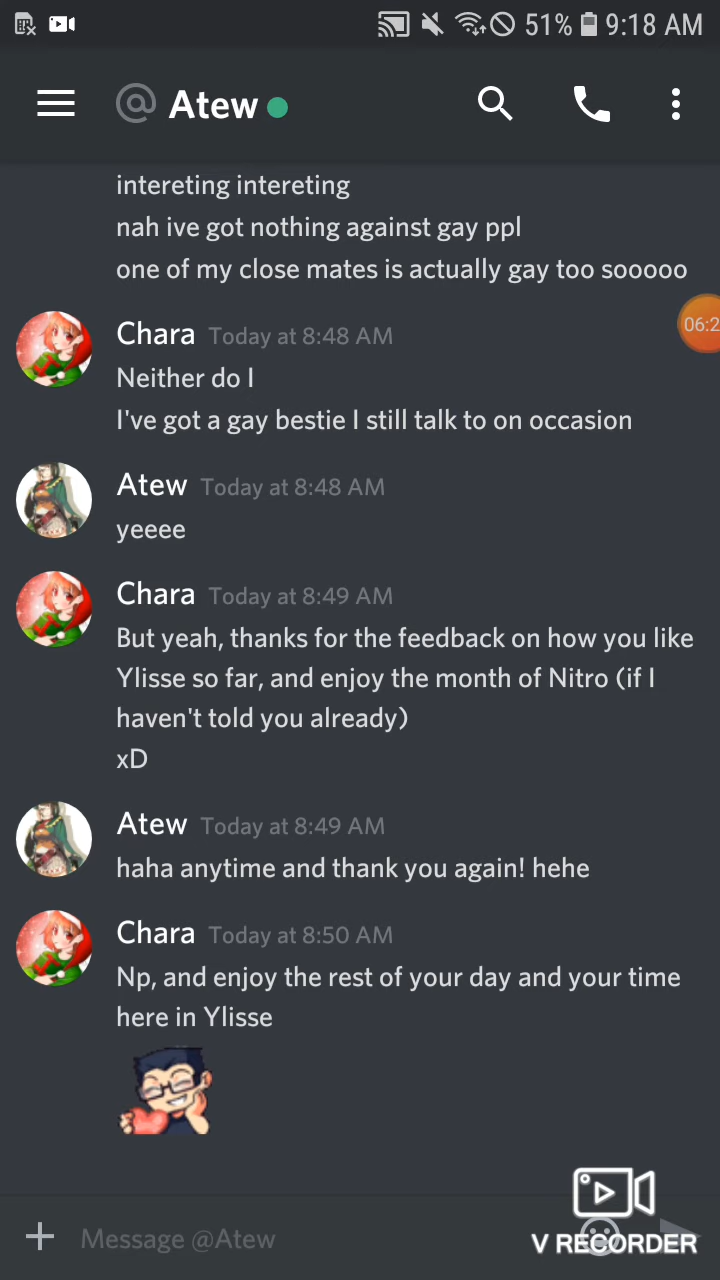 51% 9:18 AM
@ Atew
intereting intereting
nah ive got nothing against gay ppl
one of my close mates is actually gay too sooooo
06:2
Chara Today at 8:48 AM
Neither do I
I've got a gay bestie I still talk to on occasion
Atew Today at 8:48 AM
yeeee
Chara Today at 8:49 AM
But yeah, thanks for the feedback on how you like
Ylisse so far, and enjoy the month of Nitro (if I
haven't told you already)
xD
Atew Today at 8:49 AM
haha anytime and thank you again! hehe
Chara Today at 8:50 AM
Np, and enjoy the rest of your day and your time
here in Ylisse
Message @Atew
V RECORDER